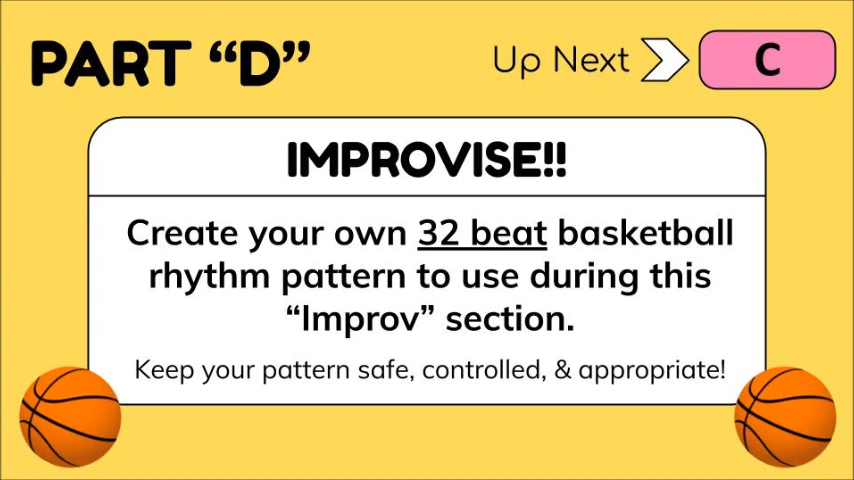 PART “D”
Up Next
C
IMPROVISE!!
Create your own 32 beat basketball
rhythm pattern to use during this
“Improv” section.
Keep your pattern safe, controlled, & appropriate!